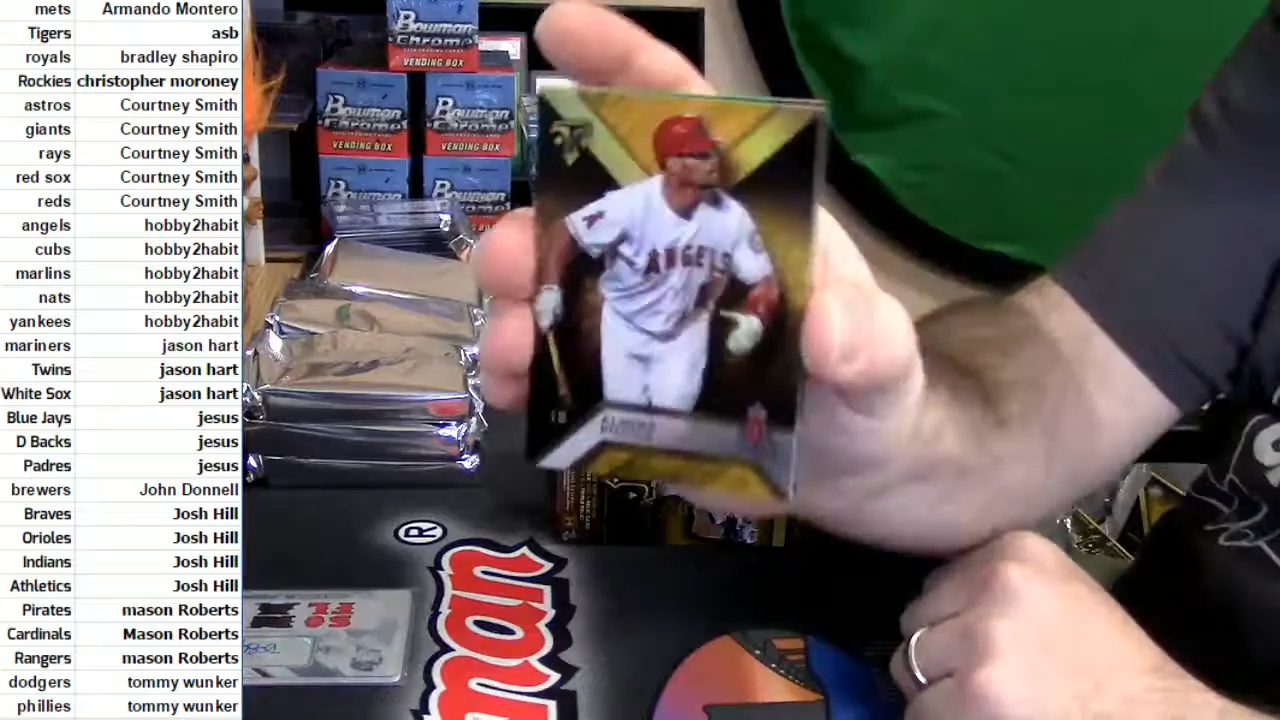 mets Armando Montero
Tigers asb
royals bradley shapiro
Rockies christopher moroney
astros Courtney Smith
giants Courtney Smith
rays Courtney Smith
red sox Courtney Smith
reds Courtney Smith
angels hobby2habit
cubs hobby2habit
marlins hobby2habit
nats hobby2habit
yankees hobby2habit
mariners jason hart
Twins jason hart
White Sox jason hart
Blue Jays jesus
D Backs jesus
Padres jesus
brewers John Donnell
Braves Josh Hill
Orioles Josh Hill
Indians Josh Hill
Athletics Josh Hill
Pirates mason Roberts
Cardinals Mason Roberts
Rangers mason Roberts
dodgers tommy wunker
phillies tommy wunker
Bowman
Chrome
VENDING BOX
Bowman
Chrome
VENDING BOX
Bowman
Chrome
VENDING BOX
Bowman
Chrome
Bowman
Chrome
ANGELS
man
®